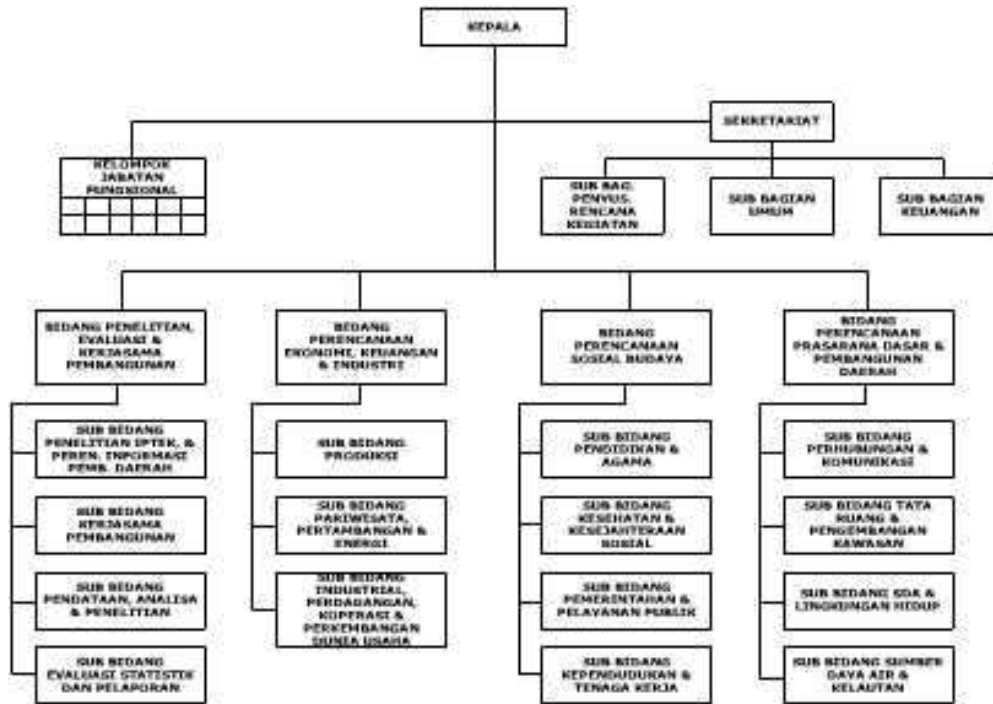 KEPALA
SEKRETARIAT
KELOMPOK
JABATAN
FUNGSIONAL
SUB BAG.
PENYUS.
RENCANA
KEGIATAN
SUB BAGIAN
UMUM
SUB BAGIAN
KEUANGAN
BIDANG PENELITIAN,
EVALUASI &
KERJASAMA
PEMBANGUNAN
BIDANG
PERENCANAAN
EKONOMI, KEUANGAN
& INDUSTRI
BIDANG
PERENCANAAN
SOSIAL BUDAYA
BIDANG
PERENCANAAN
PRASARANA DASAR &
PEMBANGUNAN
DAERAH
SUB BIDANG
PENELITIAN IPTEK, &
PEREN. INFORMASI
PEMB. DAERAH
SUB BIDANG
KERJASAMA
PEMBANGUNAN
SUB BIDANG
PENDATAAN, ANALISA
& PENELITIAN
SUB BIDANG
EVALUASI STATISTIK
DAN PELAPORAN
SUB BIDANG
PRODUKSI
SUB BIDANG
PARIWISATA,
PERTAMBANGAN &
ENERGI
SUB BIDANG
INDUSTRIAL,
PERDAGANGAN,
KOPERASI &
PERKEMBANGAN
DUNIA USAHA
SUB BIDANG
PENDIDIKAN &
AGAMA
SUB BIDANG
KESEHATAN &
KESEJAHTERAAN
SOSIAL
SUB BIDANG
PEMERINTAHAN &
PELAYANAN PUBLIK
SUB BIDANG
KEPENDUDUKAN &
TENAGA KERJA
SUB BIDANG
PERHUBUNGAN &
KOMUNIKASI
SUB BIDANG TATA
RUANG &
PENGEMBANGAN
KAWASAN
SUB BIDANG SDA &
LINGKUNGAN HIDUP
SUB BIDANG SUMBER
DAYA AIR &
KELAUTAN